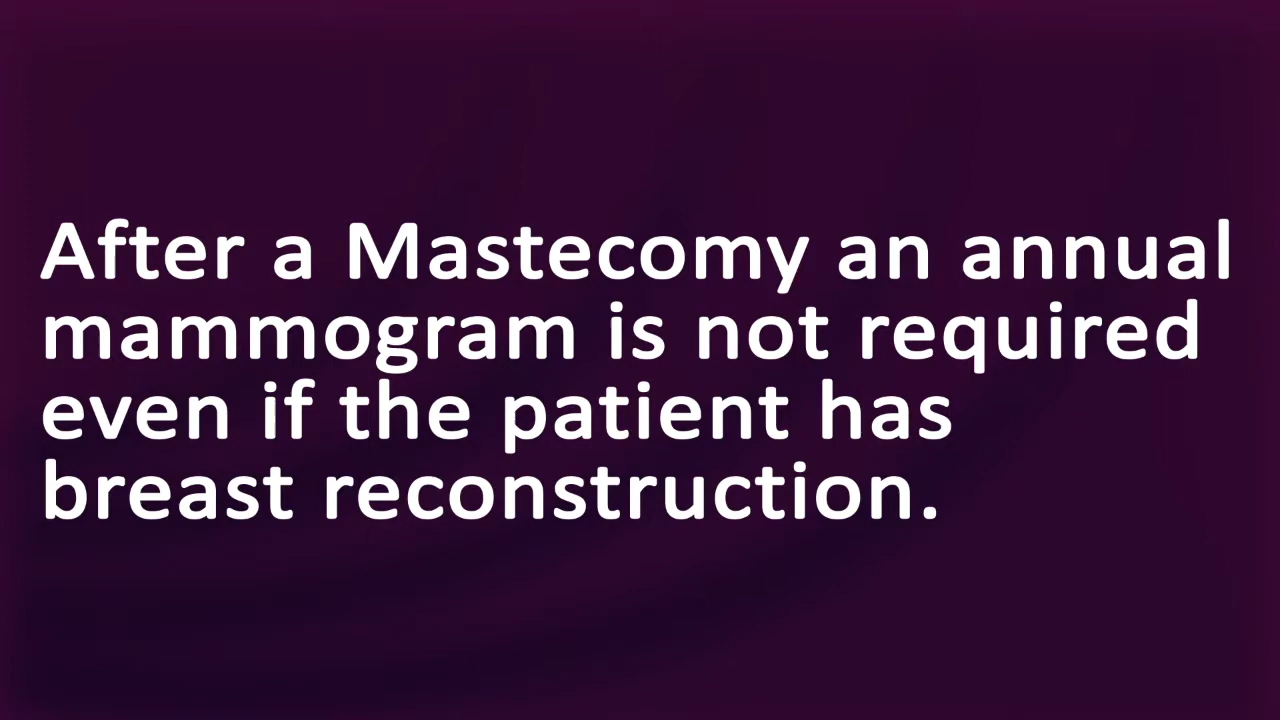 After a Mastecomy an annual
mammogram is not required
even if the patient has
breast reconstruction.